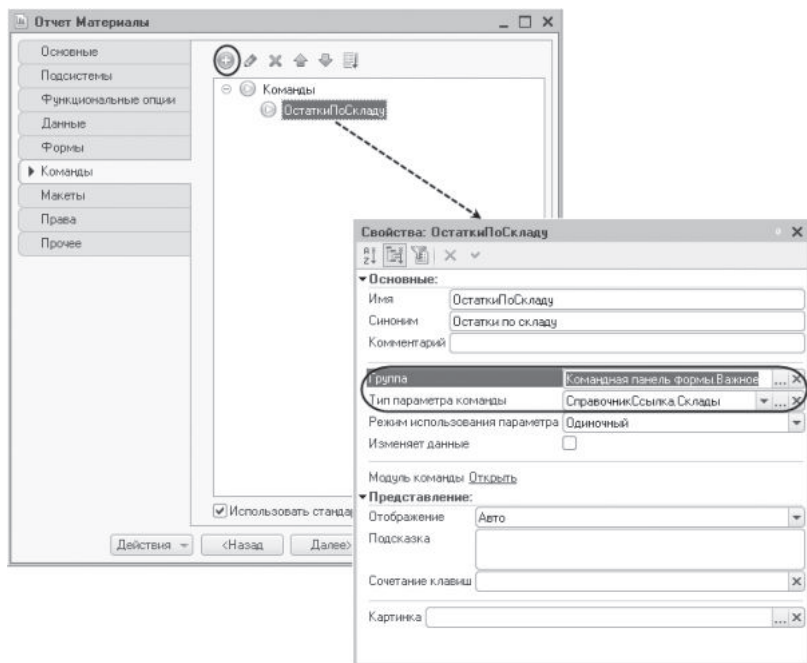 Отчет Материалы
Основные
Подсистемы
Функциональные опции
Данные
Формы
Команды
Макеты
Права
Прочее
Команды
ОстаткиПоСкладу
Использовать станда
Действия
<Назад
Далее>
Свойства: ОстаткиПоСкладу
Основные:
Имя ОстаткиПоСкладу
Синоним Остатки по складу
Комментарий
Группа Командная панель формы.Важное ...
Тип параметра команды СправочникСсылка.Склады ...
Режим использования параметра Одиночный
Изменяет данные
Модуль команды Открыть
Представление:
Отображение Авто
Подсказка
Сочетание клавиш
Картинка ...